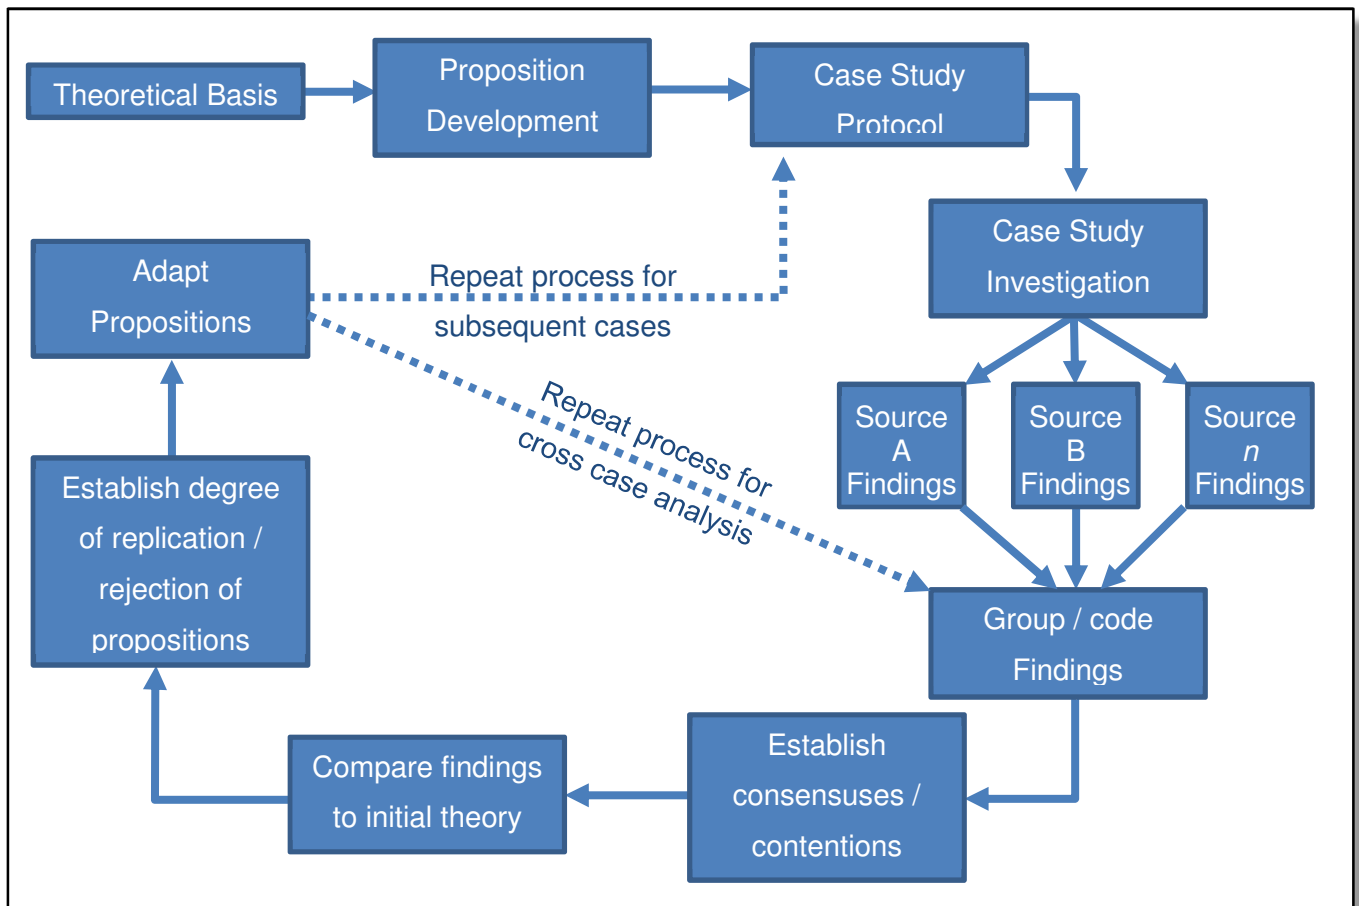 Theoretical Basis
Proposition
Development
Case Study
Protocol
Case Study
Investigation
Adapt
Propositions
Repeat process for
subsequent cases
Repeat process for
cross case analysis
Source
A
Findings
Source
B
Findings
Source
n
Findings
Establish degree
of replication /
rejection of
propositions
Group / code
Findings
Establish
consensuses /
contentions
Compare findings
to initial theory